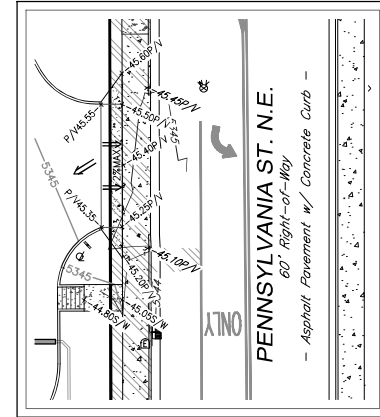 45.60P/V
P/V45.55
45.45P/V
45.50P/V
5345
45.40P/V
2%MAX
5345
P/V45.35
45.25P/V
5345
45.10P/V
45.20P/V
44.80S/W
45.05S/W
ONLY
PENNSYLVANIA ST. N.E.
60' Right-of-Way
- Asphalt Pavement w/ Concrete Curb -